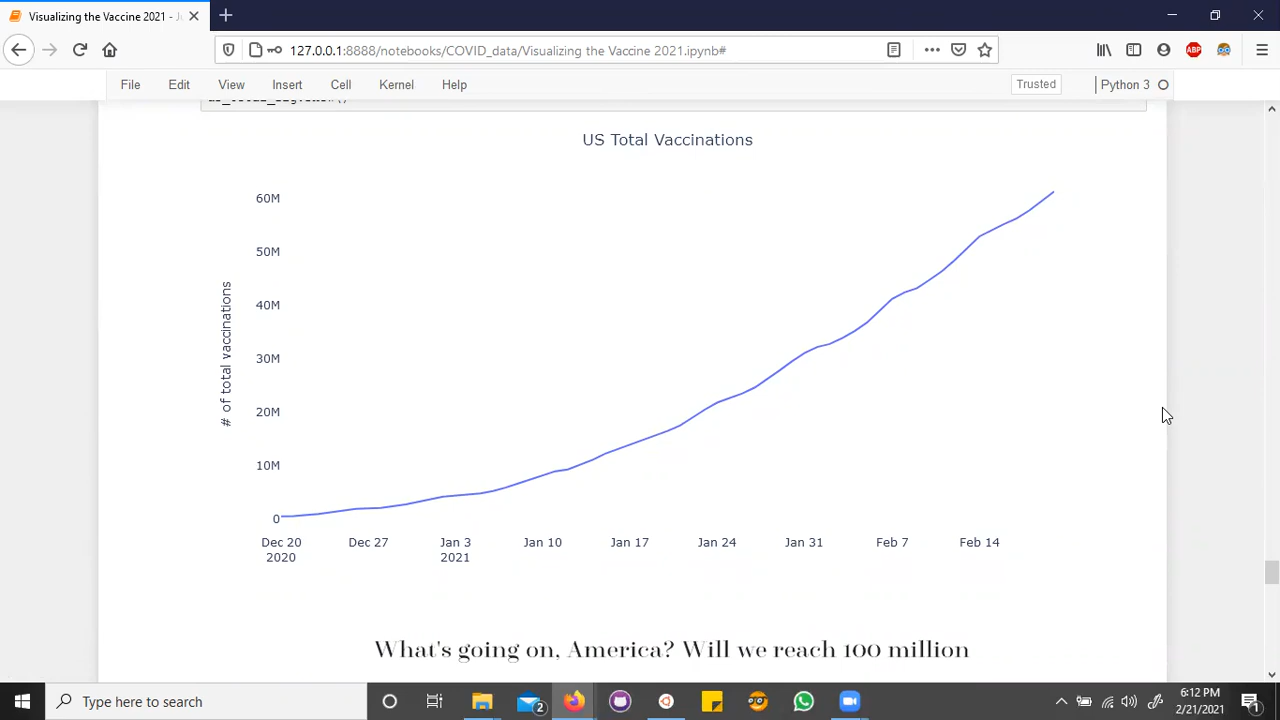 Visualizing the Vaccine 2021 - J
127.0.0.1:8888/notebooks/COVID_data/Visualizing the Vaccine 2021.ipynb#
ABP
File Edit View Insert Cell Kernel Help
Trusted Python 3
US Total Vaccinations
60M
50M
40M
30M
20M
10M
0
# of total vaccinations
Dec 20 Dec 27 Jan 3 Jan 10 Jan 17 Jan 24 Jan 31 Feb 7 Feb 14
2020 2021
What's going on, America? Will we reach 100 million
Type here to search
2
6:12 PM
2/21/2021
1